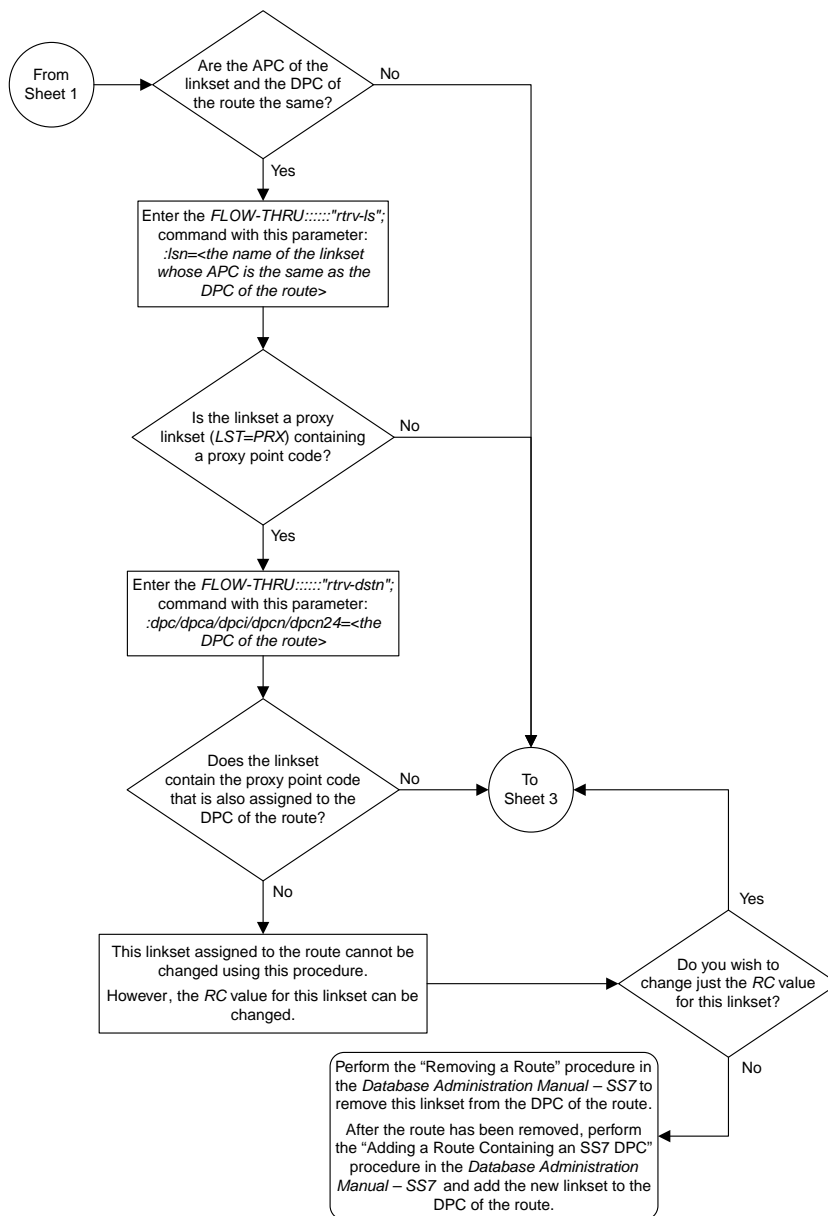 From
Sheet 1
Are the APC of the
linkset and the DPC of
the route the same?
No
Yes
Enter the FLOW-THRU::::::"rtrv-ls";
command with this parameter:
:lsn=<the name of the linkset
whose APC is the same as the
DPC of the route>
Is the linkset a proxy
linkset (LST=PRX) containing
a proxy point code?
No
Yes
Enter the FLOW-THRU::::::"rtrv-dstn";
command with this parameter:
:dpc/dpca/dpci/dpcn/dpcn24=<the
DPC of the route>
Does the linkset
contain the proxy point code
that is also assigned to the
DPC of the route?
No
To
Sheet 3
No
This linkset assigned to the route cannot be
changed using this procedure.
However, the RC value for this linkset can be
changed.
Yes
Do you wish to
change just the RC value
for this linkset?
No
Perform the “Removing a Route” procedure in
the Database Administration Manual – SS7 to
remove this linkset from the DPC of the route.
After the route has been removed, perform
the “Adding a Route Containing an SS7 DPC”
procedure in the Database Administration
Manual – SS7 and add the new linkset to the
DPC of the route.